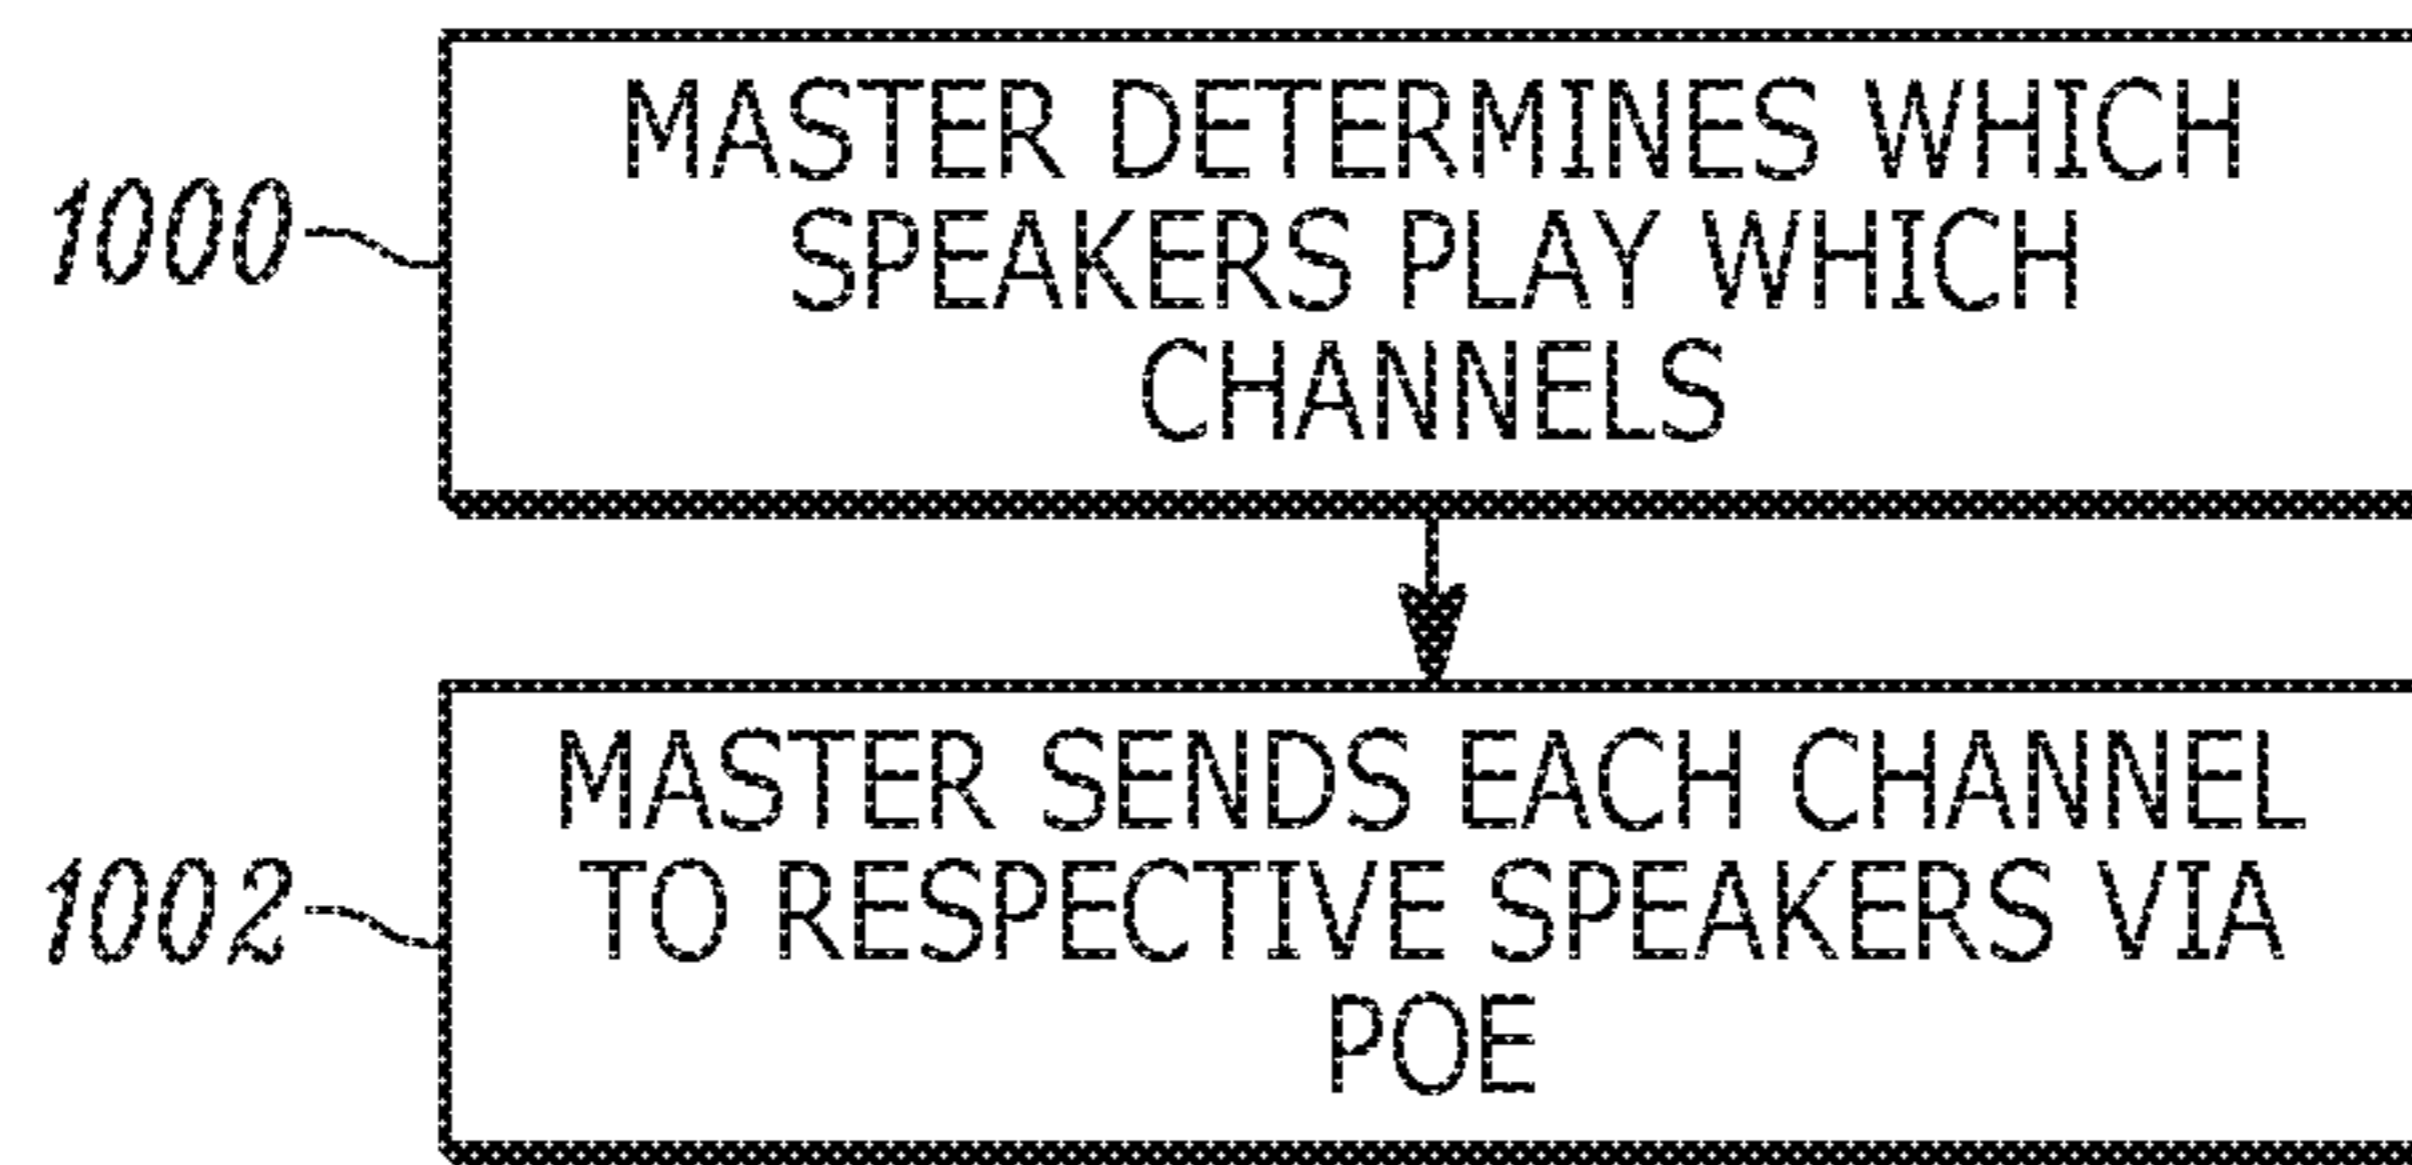 1000
MASTER DETERMINES WHICH
SPEAKERS PLAY WHICH
CHANNELS
1002
MASTER SENDS EACH CHANNEL
TO RESPECTIVE SPEAKERS VIA
POE